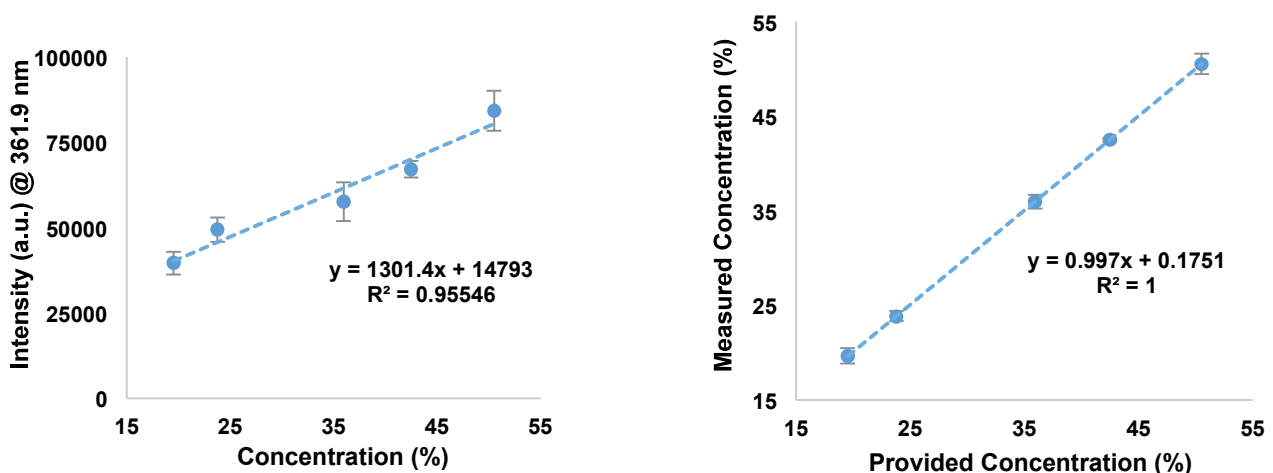 Intensity (a.u.) @ 361.9 nm
100000
75000
50000
25000
0
y = 1301.4x + 14793
R² = 0.95546
15 25 35 45 55
Concentration (%)
Measured Concentration (%)
55
45
35
25
15
y = 0.997x + 0.1751
R² = 1
15 25 35 45 55
Provided Concentration (%)